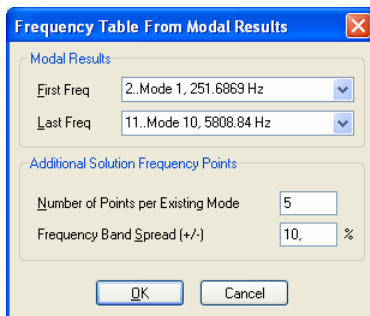 Frequency Table From Modal Results
Modal Results
First Freq 2..Mode 1, 251.6869 Hz
Last Freq 11..Mode 10, 5808.84 Hz
Additional Solution Frequency Points
Number of Points per Existing Mode 5
Frequency Band Spread (+/-) 10, %
OK Cancel